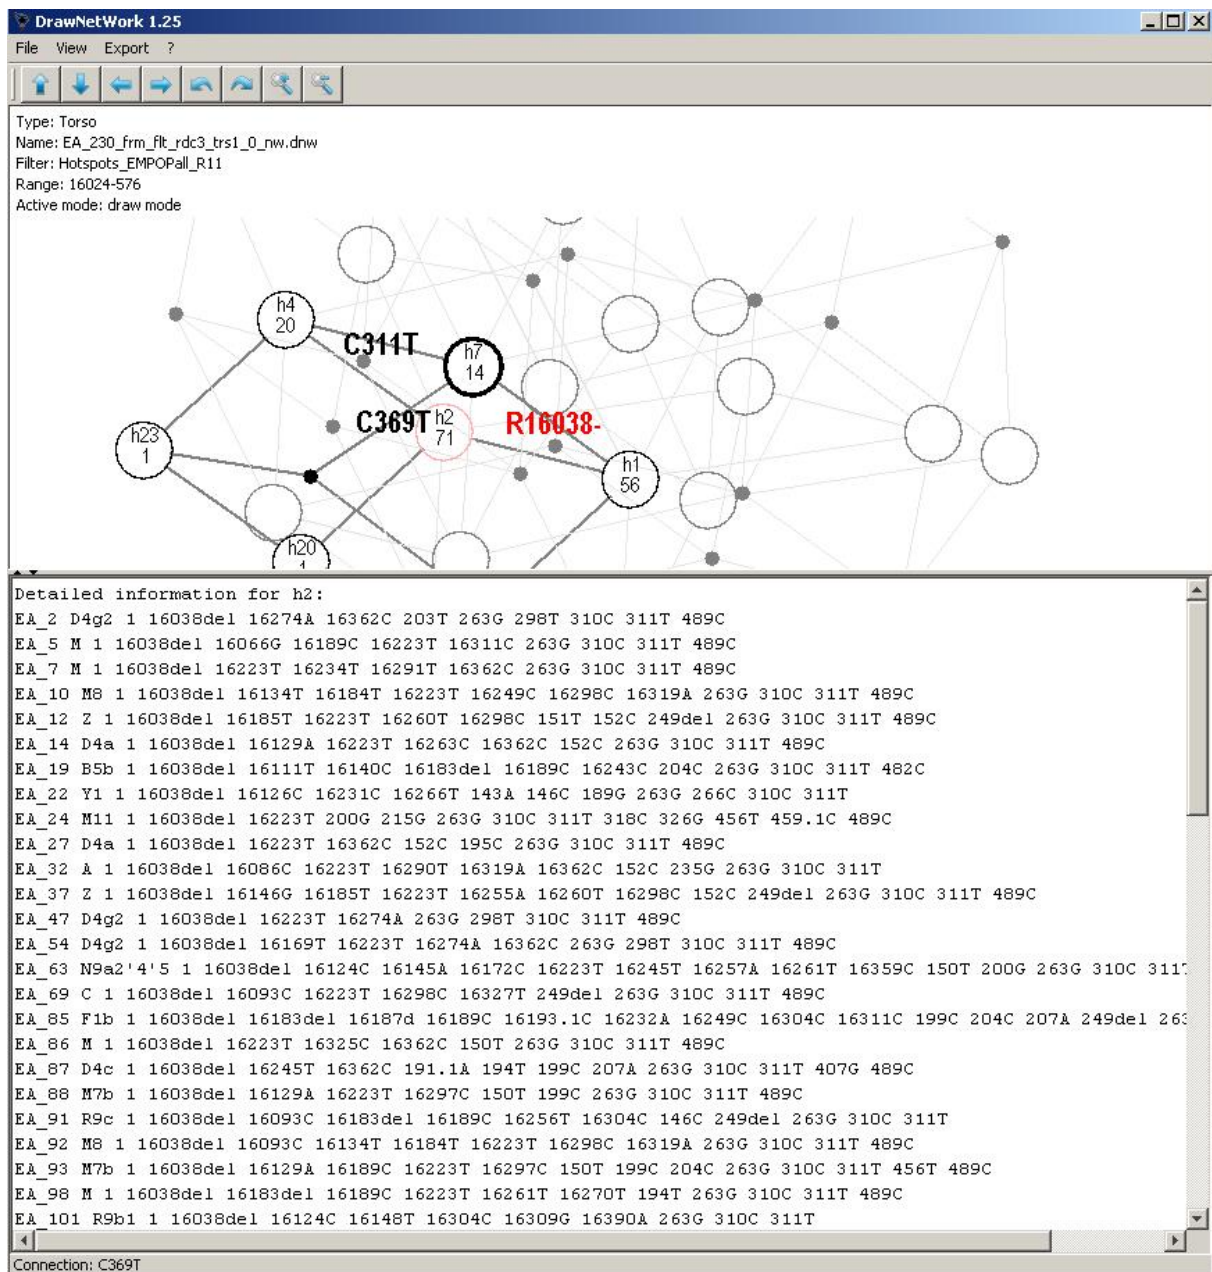 DrawNetWork 1.25
File View Export ?
Type: Torso
Name: EA_230_frm_flt_rdc3_trs1_0_nw.dnw
Filter: Hotspots_EMPOPall_R11
Range: 16024-576
Active mode: draw mode
h4
20
C311T
h7
14
C369T
h2
71
R16038-
h23
1
h1
56
h20
1
Detailed information for h2:
EA_2 D4g2 1 16038del 16274A 16362C 203T 263G 298T 310C 311T 489C
EA_5 M 1 16038del 16066G 16189C 16223T 16311C 263G 310C 311T 489C
EA_7 M 1 16038del 16223T 16234T 16291T 16362C 263G 310C 311T 489C
EA_10 M8 1 16038del 16134T 16184T 16223T 16249C 16298C 16319A 263G 310C 311T 489C
EA_12 Z 1 16038del 16185T 16223T 16260T 16298C 151T 152C 249del 263G 310C 311T 489C
EA_14 D4a 1 16038del 16129A 16223T 16263C 16362C 152C 263G 310C 311T 489C
EA_19 B5b 1 16038del 16111T 16140C 16183del 16189C 16243C 204C 263G 310C 311T 482C
EA_22 Y1 1 16038del 16126C 16231C 16266T 143A 146C 189G 263G 266C 310C 311T
EA_24 M11 1 16038del 16223T 200G 215G 263G 310C 311T 318C 326G 456T 459.1C 489C
EA_27 D4a 1 16038del 16223T 16362C 152C 195C 263G 310C 311T 489C
EA_32 A 1 16038del 16086C 16223T 16290T 16319A 16362C 152C 235G 263G 310C 311T
EA_37 Z 1 16038del 16146G 16185T 16223T 16255A 16260T 16298C 152C 249del 263G 310C 311T 489C
EA_47 D4g2 1 16038del 16223T 16274A 263G 298T 310C 311T 489C
EA_54 D4g2 1 16038del 16169T 16223T 16274A 16362C 263G 298T 310C 311T 489C
EA_63 N9a2'4'5 1 16038del 16124C 16145A 16172C 16223T 16245T 16257A 16261T 16359C 150T 200G 263G 310C 311
EA_69 C 1 16038del 16093C 16223T 16298C 16327T 249del 263G 310C 311T 489C
EA_85 F1b 1 16038del 16183del 16187d 16189C 16193.1C 16232A 16249C 16304C 16311C 199C 204C 207A 249del 263
EA_86 M 1 16038del 16223T 16325C 16362C 150T 263G 310C 311T 489C
EA_87 D4c 1 16038del 16245T 16362C 191.1A 194T 199C 207A 263G 310C 311T 407G 489C
EA_88 M7b 1 16038del 16129A 16223T 16297C 150T 199C 263G 310C 311T 489C
EA_91 R9c 1 16038del 16093C 16183del 16189C 16256T 16304C 146C 249del 263G 310C 311T
EA_92 M8 1 16038del 16093C 16134T 16184T 16223T 16298C 16319A 263G 310C 311T 489C
EA_93 M7b 1 16038del 16129A 16189C 16223T 16297C 150T 199C 204C 263G 310C 311T 456T 489C
EA_98 M 1 16038del 16183del 16189C 16223T 16261T 16270T 194T 263G 310C 311T 489C
EA_101 R9b1 1 16038del 16124C 16148T 16304C 16309G 16390A 263G 310C 311T
Connection: C369T